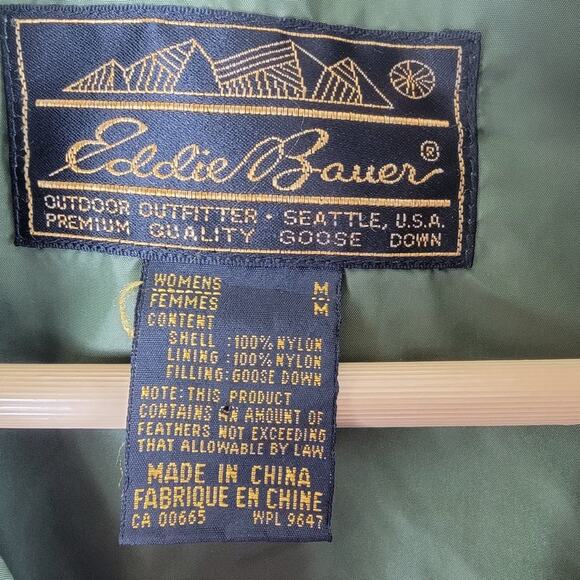 Eddie Bauer®
OUTDOOR OUTFITTER · SEATTLE, U.S.A.
PREMIUM QUALITY GOOSE DOWN
WOMENS M
FEMMES M
CONTENT
SHELL :100% NYLON
LINING :100% NYLON
FILLING:GOOSE DOWN
NOTE:THIS PRODUCT
CONTAINS AN AMOUNT OF
FEATHERS NOT EXCEEDING
THAT ALLOWABLE BY LAW.
MADE IN CHINA
FABRIQUE EN CHINE
CA 00665 WPL 9647